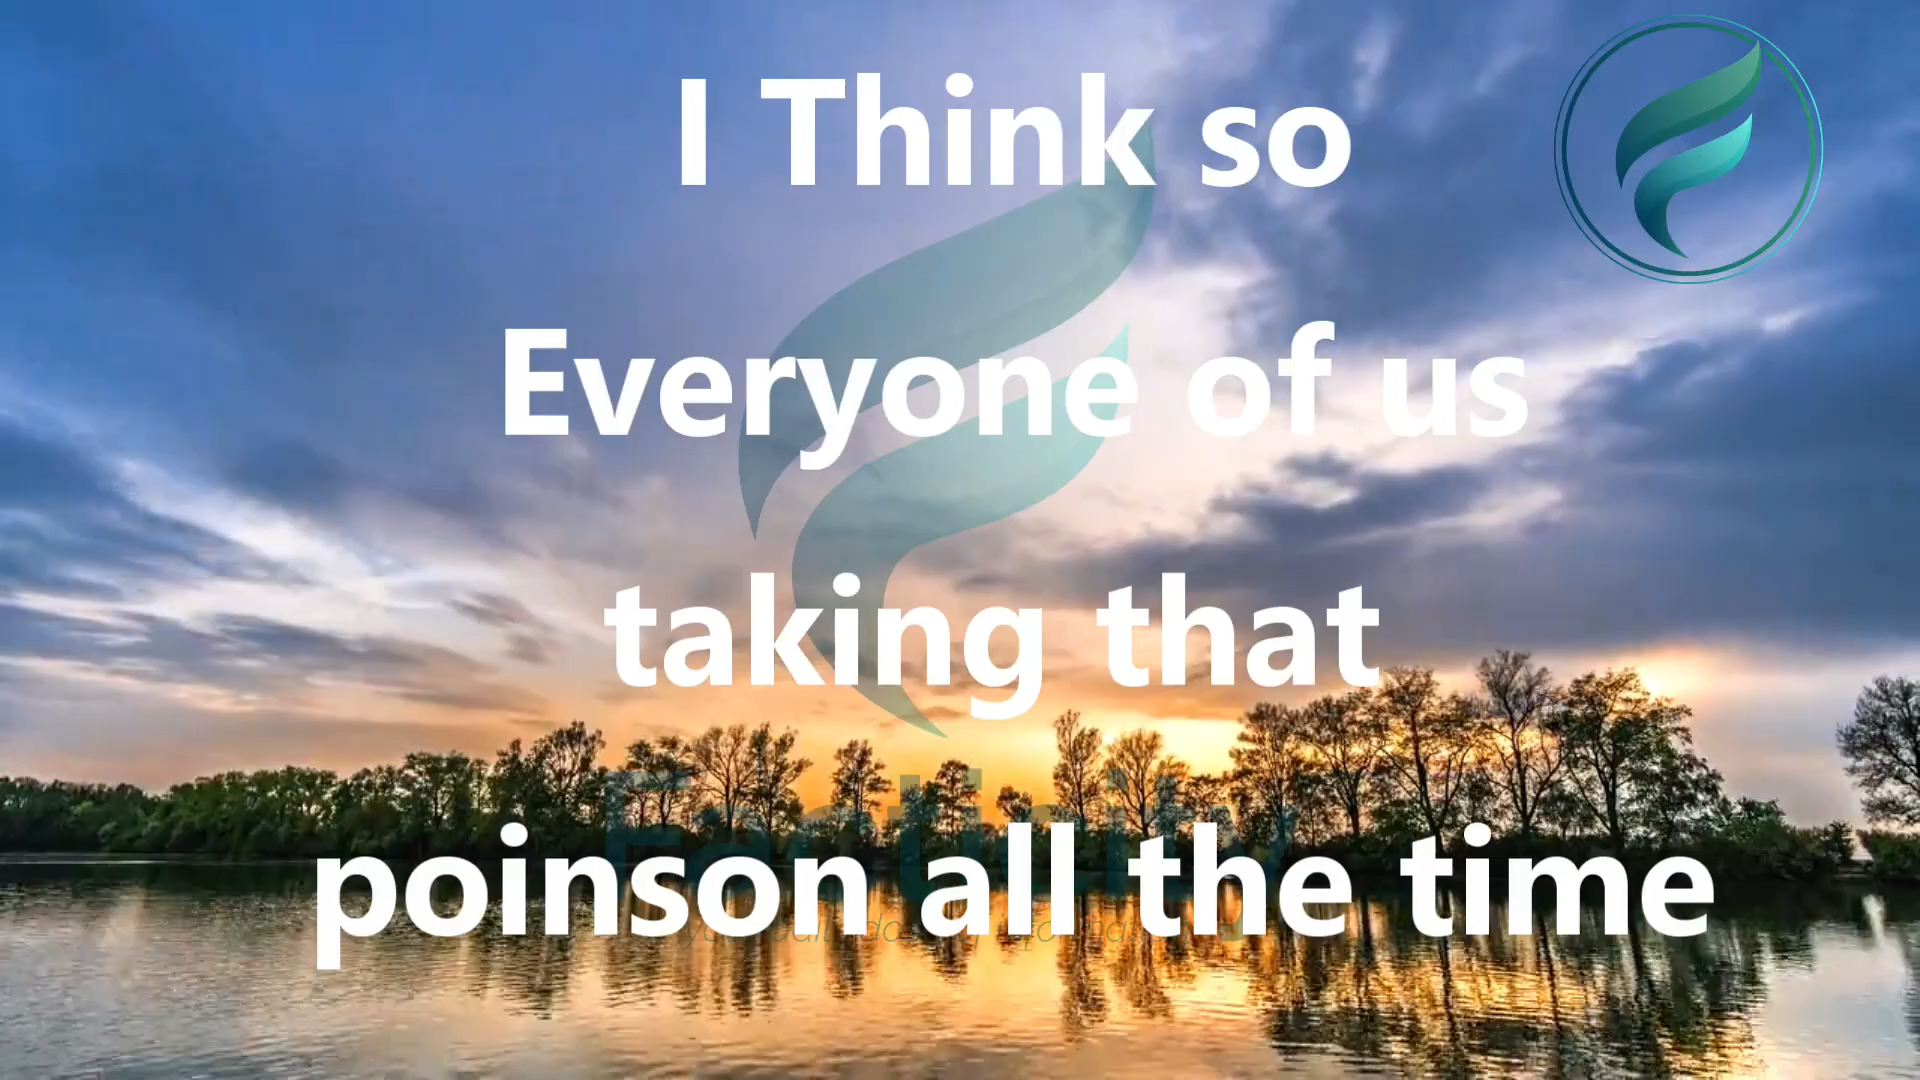 I Think so
Everyone of us
taking that
poinson all the time